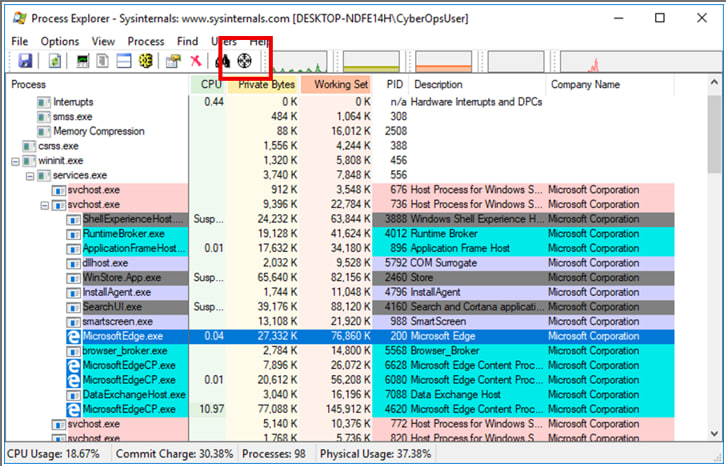 Process Explorer - Sysinternals: www.sysinternals.com [DESKTOP-NDFE14H\CyberOpsUser]
File Options View Process Find Users Help
Process CPU Private Bytes Working Set PID Description Company Name
Interrupts 0.44 0 K 0 K n/a Hardware Interrupts and DPCs
smss.exe 484 K 1,064 K 308
Memory Compression 88 K 16,012 K 2508
csrss.exe 1,556 K 4,244 K 388
wininit.exe 1,320 K 5,808 K 456
services.exe 3,740 K 7,848 K 556
svchost.exe 912 K 3,548 K 676 Host Process for Windows S... Microsoft Corporation
svchost.exe 9,396 K 22,784 K 736 Host Process for Windows S... Microsoft Corporation
ShellExperienceHost.... Susp... 24,232 K 63,844 K 3888 Windows Shell Experience H... Microsoft Corporation
RuntimeBroker.exe 19,128 K 41,624 K 4012 Runtime Broker Microsoft Corporation
ApplicationFrameHost... 0.01 17,632 K 34,180 K 896 Application Frame Host Microsoft Corporation
dllhost.exe 2,032 K 9,528 K 5792 COM Surrogate Microsoft Corporation
WinStore.App.exe Susp... 65,640 K 82,156 K 2460 Store Microsoft Corporation
InstallAgent.exe 1,744 K 11,048 K 4796 InstallAgent Microsoft Corporation
SearchUI.exe Susp... 39,176 K 88,120 K 4160 Search and Cortana applicati... Microsoft Corporation
smartscreen.exe 13,108 K 21,920 K 988 SmartScreen Microsoft Corporation
MicrosoftEdge.exe 0.04 27,332 K 76,860 K 200 Microsoft Edge Microsoft Corporation
browser_broker.exe 2,784 K 14,800 K 5568 Browser_Broker Microsoft Corporation
MicrosoftEdgeCP.exe 7,896 K 26,072 K 6628 Microsoft Edge Content Proc... Microsoft Corporation
MicrosoftEdgeCP.exe 0.01 20,612 K 56,208 K 6080 Microsoft Edge Content Proc... Microsoft Corporation
DataExchangeHost.exe 3,040 K 16,196 K 7088 Data Exchange Host Microsoft Corporation
MicrosoftEdgeCP.exe 10.97 77,088 K 145,912 K 4620 Microsoft Edge Content Proc... Microsoft Corporation
svchost.exe 5,140 K 10,376 K 772 Host Process for Windows S... Microsoft Corporation
svchost.exe 1,768 K 5,736 K 820 Host Process for Windows S... Microsoft Corporation
CPU Usage: 18.67% Commit Charge: 30.38% Processes: 98 Physical Usage: 37.38%